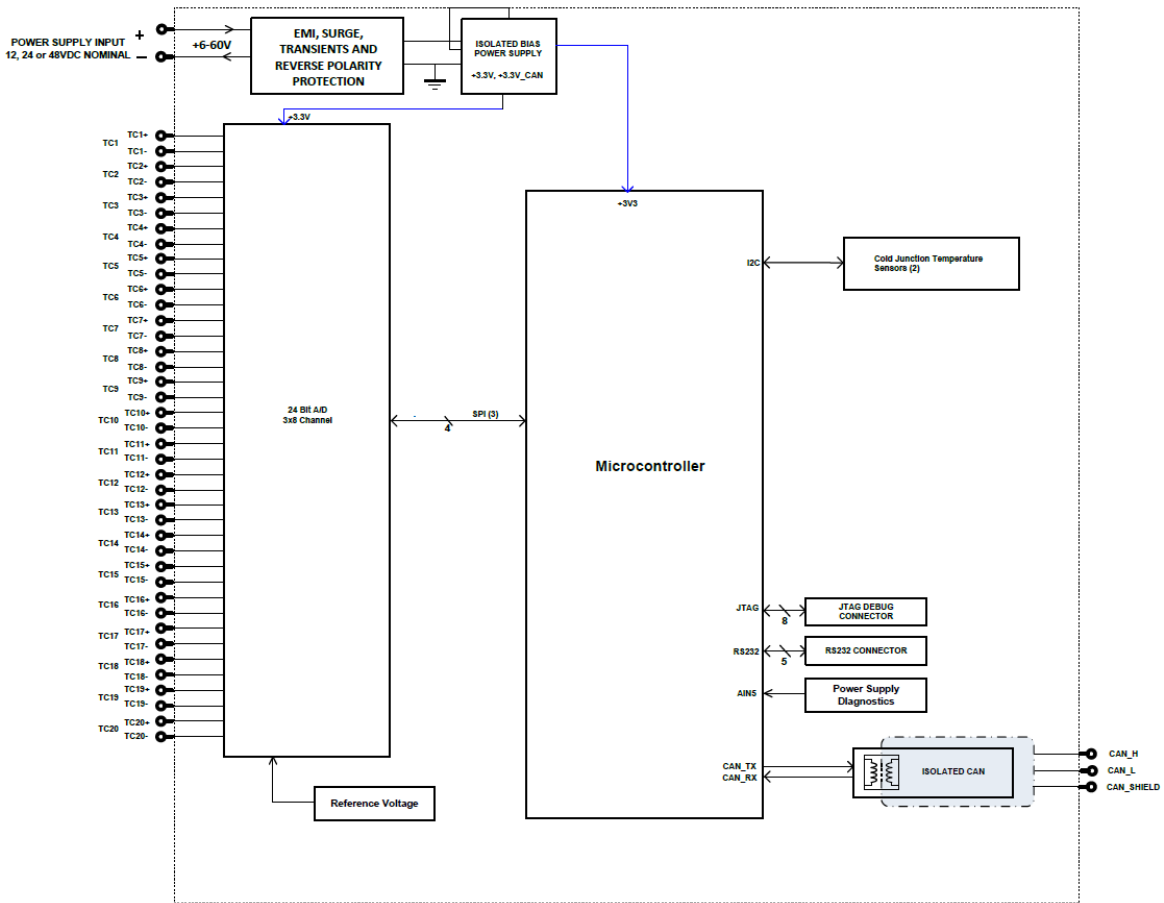 POWER SUPPLY INPUT
12, 24 or 48VDC NOMINAL
+
−
+6-60V
EMI, SURGE,
TRANSIENTS AND
REVERSE POLARITY
PROTECTION
ISOLATED BIAS
POWER SUPPLY
+3.3V, +3.3V_CAN
+3.3V
TC1
TC1+
TC1-
TC2
TC2+
TC2-
TC3
TC3+
TC3-
TC4
TC4+
TC4-
TC5
TC5+
TC5-
TC6
TC6+
TC6-
TC7
TC7+
TC7-
TC8
TC8+
TC8-
TC9
TC9+
TC9-
TC10
TC10+
TC10-
TC11
TC11+
TC11-
TC12
TC12+
TC12-
TC13
TC13+
TC13-
TC14
TC14+
TC14-
TC15
TC15+
TC15-
TC16
TC16+
TC16-
TC17
TC17+
TC17-
TC18
TC18+
TC18-
TC19
TC19+
TC19-
TC20
TC20+
TC20-
24 Bit A/D
3x8 Channel
-
SPI (3)
4
Reference Voltage
+3V3
Microcontroller
I2C
Cold Junction Temperature
Sensors (2)
JTAG
8
JTAG DEBUG
CONNECTOR
RS232
5
RS232 CONNECTOR
AIN5
Power Supply
Diagnostics
CAN_TX
CAN_RX
ISOLATED CAN
CAN_H
CAN_L
CAN_SHIELD